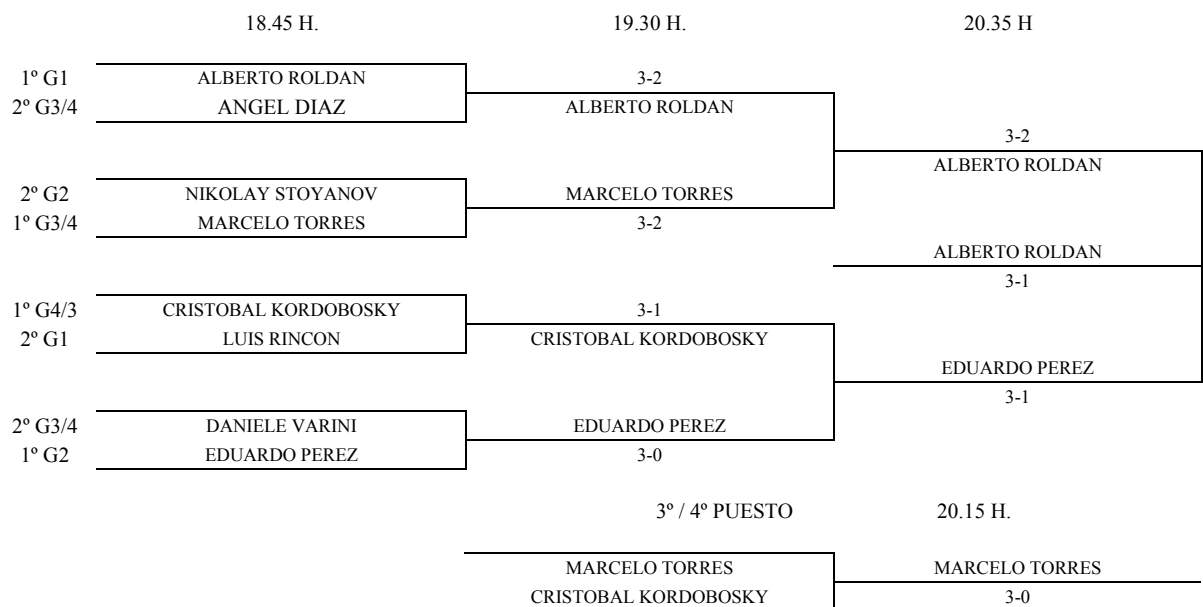 18.45 H. 19.30 H. 20.35 H
1º G1 ALBERTO ROLDAN 3-2
2º G3/4 ANGEL DIAZ ALBERTO ROLDAN
3-2
ALBERTO ROLDAN
2º G2 NIKOLAY STOYANOV MARCELO TORRES
1º G3/4 MARCELO TORRES 3-2
ALBERTO ROLDAN
3-1
1º G4/3 CRISTOBAL KORDOBOSKY 3-1
2º G1 LUIS RINCON CRISTOBAL KORDOBOSKY
EDUARDO PEREZ
3-1
2º G3/4 DANIELE VARINI EDUARDO PEREZ
1º G2 EDUARDO PEREZ 3-0
3º / 4º PUESTO 20.15 H.
MARCELO TORRES MARCELO TORRES
CRISTOBAL KORDOBOSKY 3-0